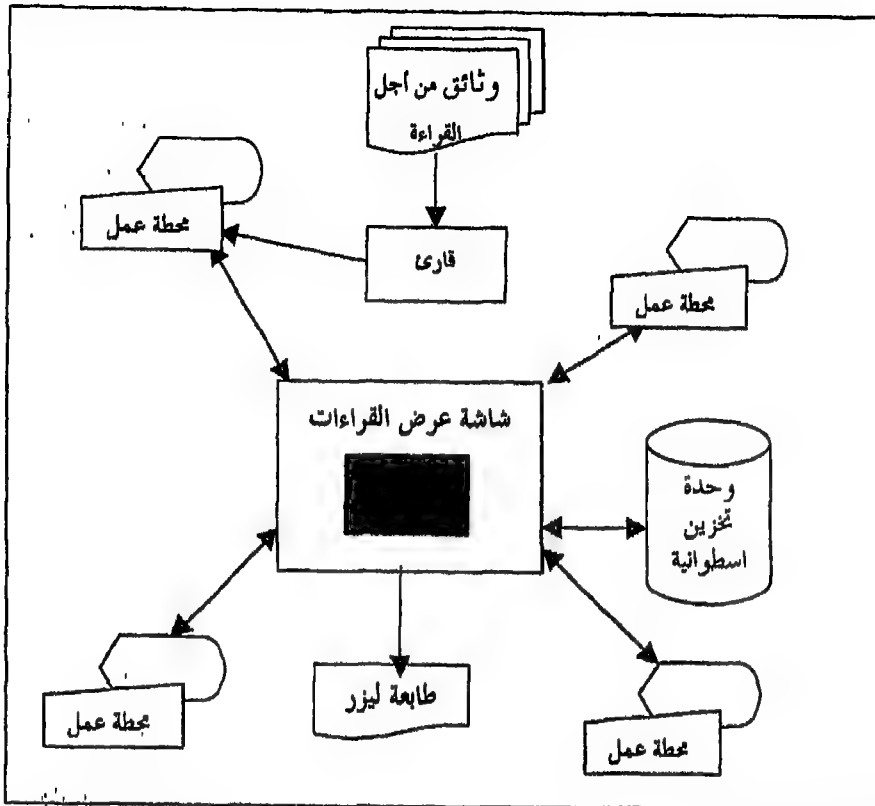 وثائق من أجل
القراءة
محطة عمل
قارئ
محطة عمل
شاشة عرض القراءات
وحدة
تخزين
اسطوانية
محطة عمل
طابعة ليزر
محطة عمل